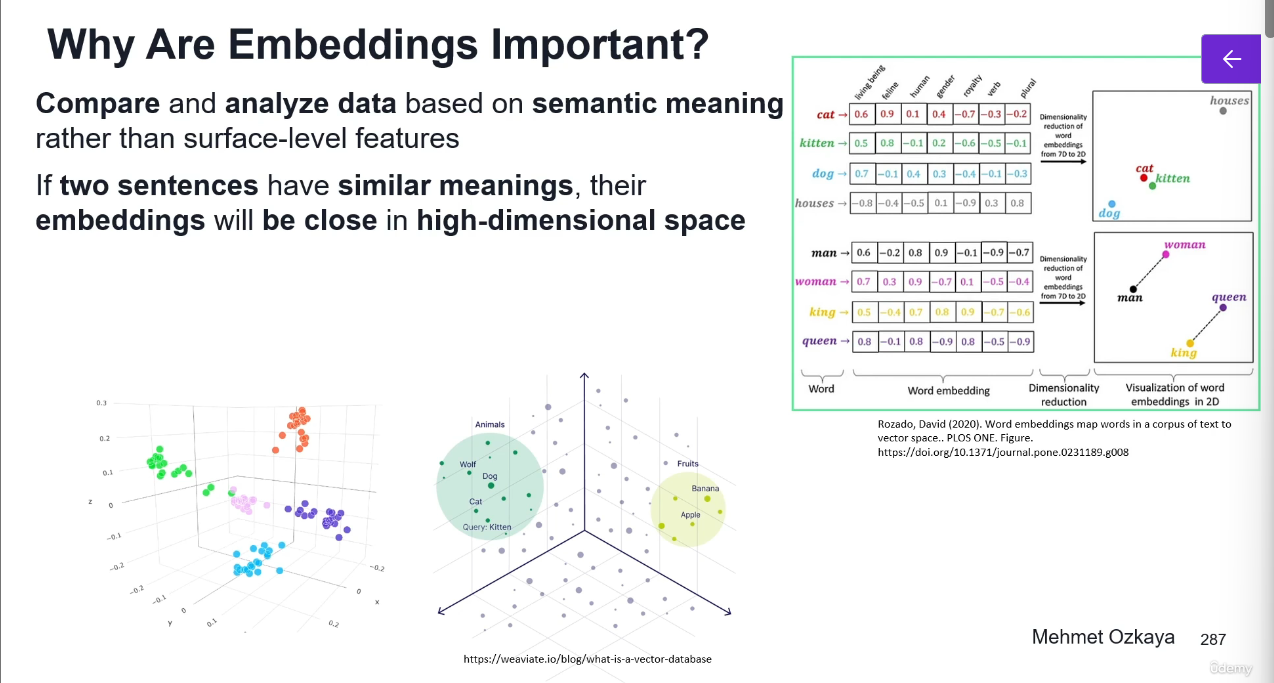 Why Are Embeddings Important?
Compare and analyze data based on semantic meaning
rather than surface-level features
If two sentences have similar meanings, their
embeddings will be close in high-dimensional space
living being feline human gender royalty verb plural
cat → 0.6 0.9 0.1 0.4 −0.7 −0.3 −0.2
kitten → 0.5 0.8 −0.1 0.2 −0.6 −0.5 −0.1
dog → 0.7 −0.1 0.4 0.3 −0.4 −0.1 −0.3
houses → −0.8 −0.4 −0.5 0.1 −0.9 0.3 0.8
Dimensionality
reduction of
word
embeddings
from 7D to 2D
houses
cat
kitten
dog
man → 0.6 −0.2 0.8 0.9 −0.1 −0.9 −0.7
woman → 0.7 0.3 0.9 −0.7 0.1 −0.5 −0.4
king → 0.5 −0.4 0.7 0.8 0.9 −0.7 −0.6
queen → 0.8 −0.1 0.8 −0.9 0.8 −0.5 −0.9
Dimensionality
reduction of
word
embeddings
from 7D to 2D
woman
man
queen
king
Word
Word embedding
Dimensionality
reduction
Visualization of word
embeddings in 2D
Rozado, David (2020). Word embeddings map words in a corpus of text to
vector space.. PLOS ONE. Figure.
https://doi.org/10.1371/journal.pone.0231189.g008
0.3
0.2
0.1
z
0
−0.1
−0.2
−0.2
−0.1
0
y
0.1
0.2
0
x
−0.2
Animals
Wolf
Dog
Cat
Query: Kitten
Fruits
Banana
Apple
https://weaviate.io/blog/what-is-a-vector-database
Mehmet Ozkaya 287
ûdemy